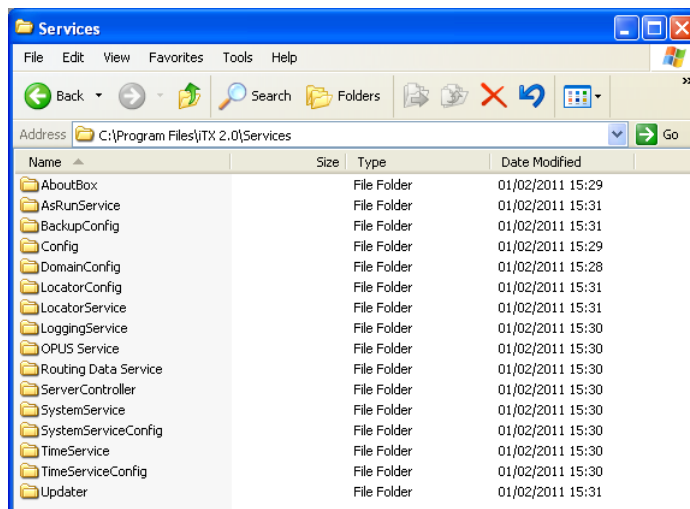 Services
File Edit View Favorites Tools Help
Back Search Folders
Address C:\Program Files\iTX 2.0\Services Go
Name Size Type Date Modified
AboutBox File Folder 01/02/2011 15:29
AsRunService File Folder 01/02/2011 15:31
BackupConfig File Folder 01/02/2011 15:31
Config File Folder 01/02/2011 15:29
DomainConfig File Folder 01/02/2011 15:28
LocatorConfig File Folder 01/02/2011 15:31
LocatorService File Folder 01/02/2011 15:31
LoggingService File Folder 01/02/2011 15:30
OPUS Service File Folder 01/02/2011 15:30
Routing Data Service File Folder 01/02/2011 15:30
ServerController File Folder 01/02/2011 15:30
SystemService File Folder 01/02/2011 15:30
SystemServiceConfig File Folder 01/02/2011 15:30
TimeService File Folder 01/02/2011 15:30
TimeServiceConfig File Folder 01/02/2011 15:30
Updater File Folder 01/02/2011 15:31